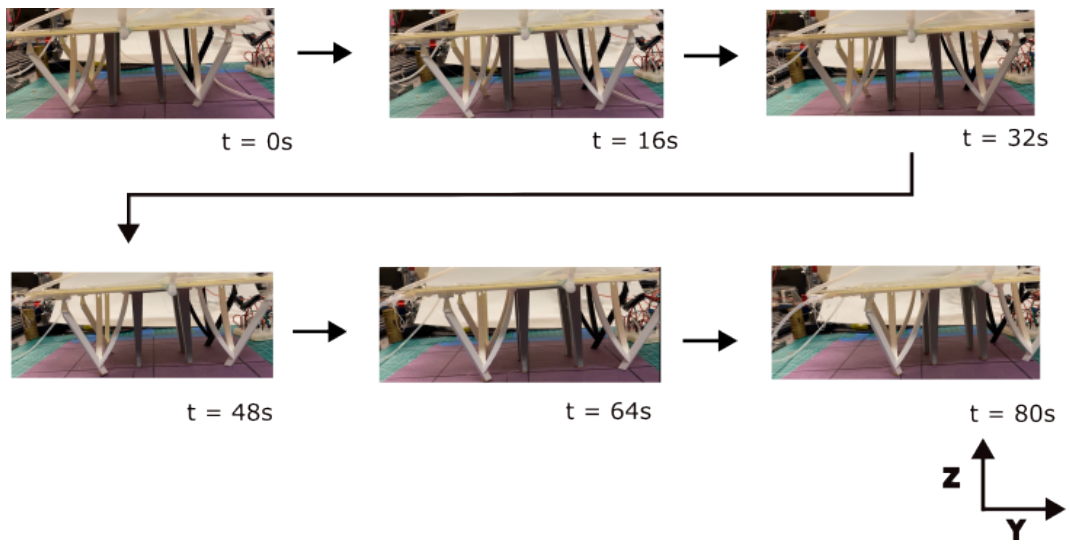 t = 0s
t = 16s
t = 32s
t = 48s
t = 64s
t = 80s
Z
Y